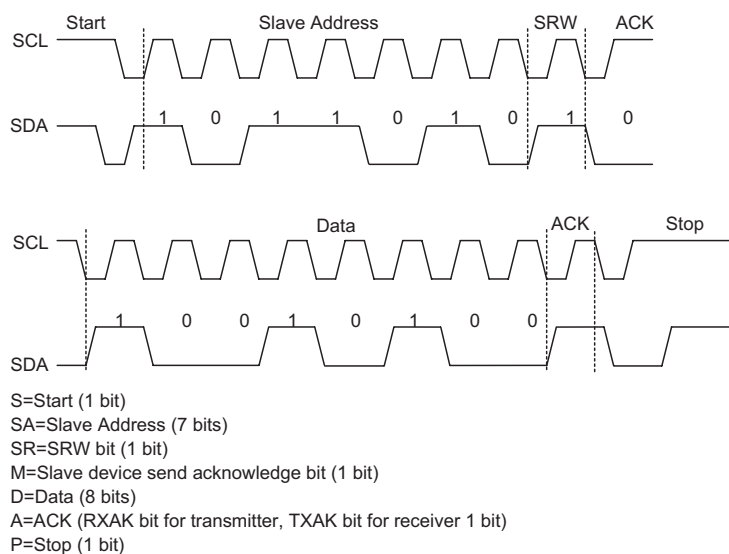 Start Slave Address SRW ACK
SCL
1 0 1 1 0 1 0 1 0
SDA
Data ACK Stop
SCL
1 0 0 1 0 1 0 0
SDA
S=Start (1 bit)
SA=Slave Address (7 bits)
SR=SRW bit (1 bit)
M=Slave device send acknowledge bit (1 bit)
D=Data (8 bits)
A=ACK (RXAK bit for transmitter, TXAK bit for receiver 1 bit)
P=Stop (1 bit)